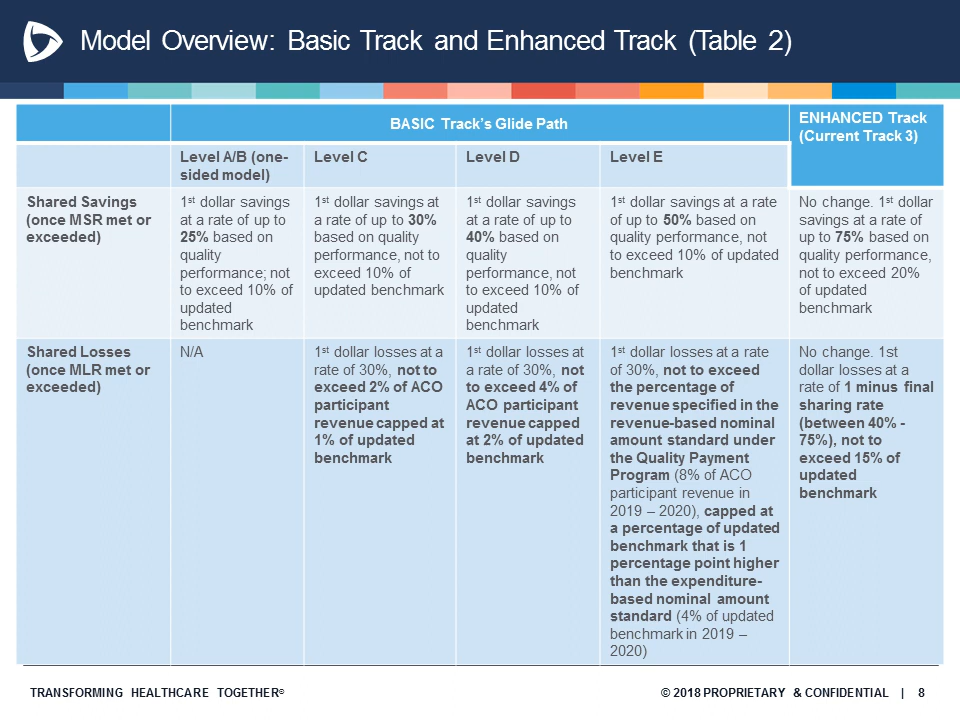 Model Overview: Basic Track and Enhanced Track (Table 2)
BASIC Track's Glide Path
ENHANCED Track
(Current Track 3)
Level A/B (one-
sided model)
Level C
Level D
Level E
Shared Savings
(once MSR met or
exceeded)
1st dollar savings
at a rate of up to
25% based on
quality
performance; not
to exceed 10% of
updated
benchmark
1st dollar savings at
a rate of up to 30%
based on quality
performance, not to
exceed 10% of
updated benchmark
1st dollar savings
at a rate of up to
40% based on
quality
performance, not
to exceed 10% of
updated
benchmark
1st dollar savings at a rate
of up to 50% based on
quality performance, not
to exceed 10% of updated
benchmark
No change. 1st dollar
savings at a rate of
up to 75% based on
quality performance,
not to exceed 20%
of updated
benchmark
Shared Losses
(once MLR met or
exceeded)
N/A
1st dollar losses at a
rate of 30%, not to
exceed 2% of ACO
participant
revenue capped at
1% of updated
benchmark
1st dollar losses at
a rate of 30%, not
to exceed 4% of
ACO participant
revenue capped
at 2% of updated
benchmark
1st dollar losses at a rate
of 30%, not to exceed
the percentage of
revenue specified in the
revenue-based nominal
amount standard under
the Quality Payment
Program (8% of ACO
participant revenue in
2019 – 2020), capped at
a percentage of updated
benchmark that is 1
percentage point higher
than the expenditure-
based nominal amount
standard (4% of updated
benchmark in 2019 –
2020)
No change. 1st
dollar losses at a
rate of 1 minus final
sharing rate
(between 40% -
75%), not to
exceed 15% of
updated
benchmark
TRANSFORMING HEALTHCARE TOGETHER®
© 2018 PROPRIETARY & CONFIDENTIAL | 8